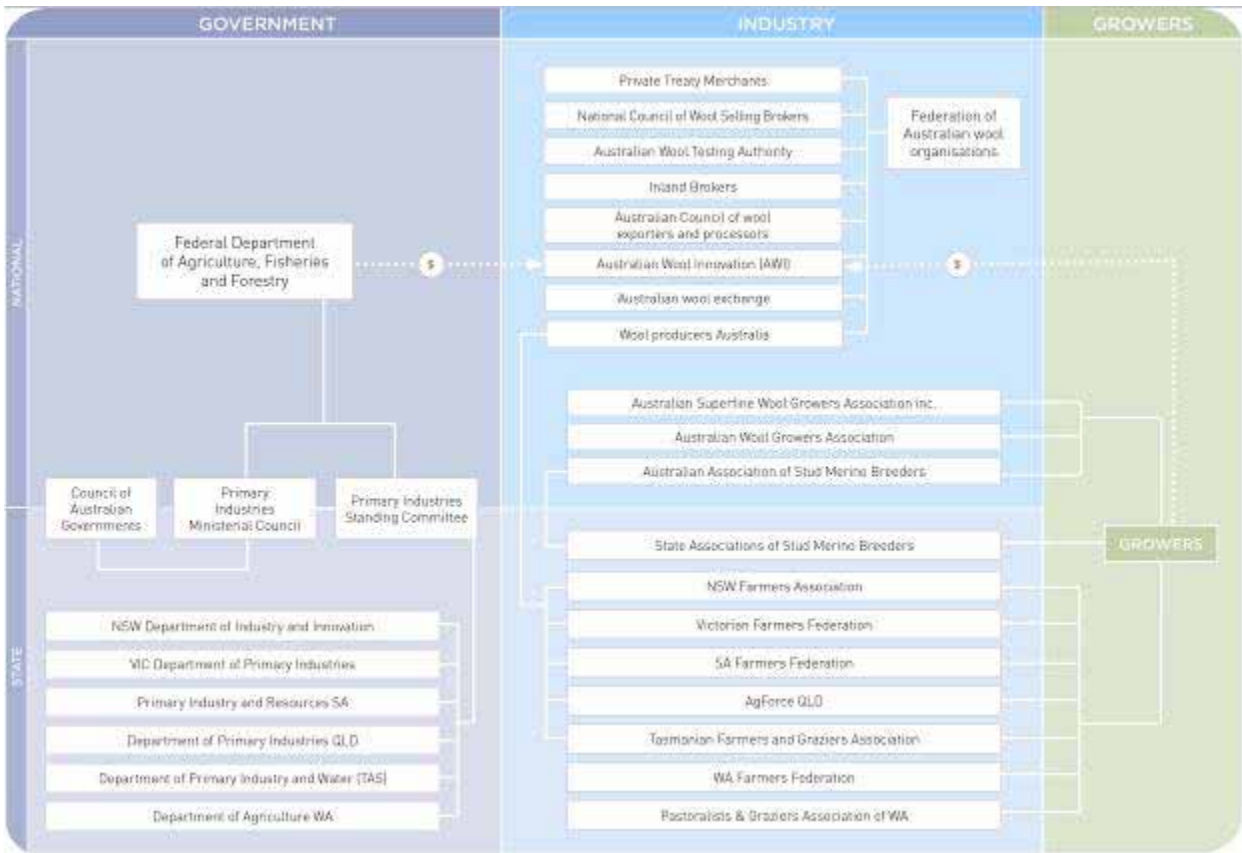 GOVERNMENT
INDUSTRY
GROWERS
NATIONAL
STATE
Federal Department
of Agriculture, Fisheries
and Forestry
$
Council of
Australian
Governments
Primary
Industries
Ministerial Council
Primary Industries
Standing Committee
NSW Department of Industry and Innovation
VIC Department of Primary Industries
Primary Industry and Resources SA
Department of Primary Industries QLD
Department of Primary Industry and Water (TAS)
Department of Agriculture WA
Private Treaty Merchants
National Council of Wool Selling Brokers
Australian Wool Testing Authority
Inland Brokers
Australian Council of wool
exporters and processors
Australian Wool Innovation (AWI)
Australian wool exchange
Wool producers Australia
Federation of
Australian wool
organisations
$
Australian Superfine Wool Growers Association inc.
Australian Wool Growers Association
Australian Association of Stud Merino Breeders
State Associations of Stud Merino Breeders
NSW Farmers Association
Victorian Farmers Federation
SA Farmers Federation
AgForce QLD
Tasmanian Farmers and Graziers Association
WA Farmers Federation
Pastoralists & Graziers Association of WA
GROWERS